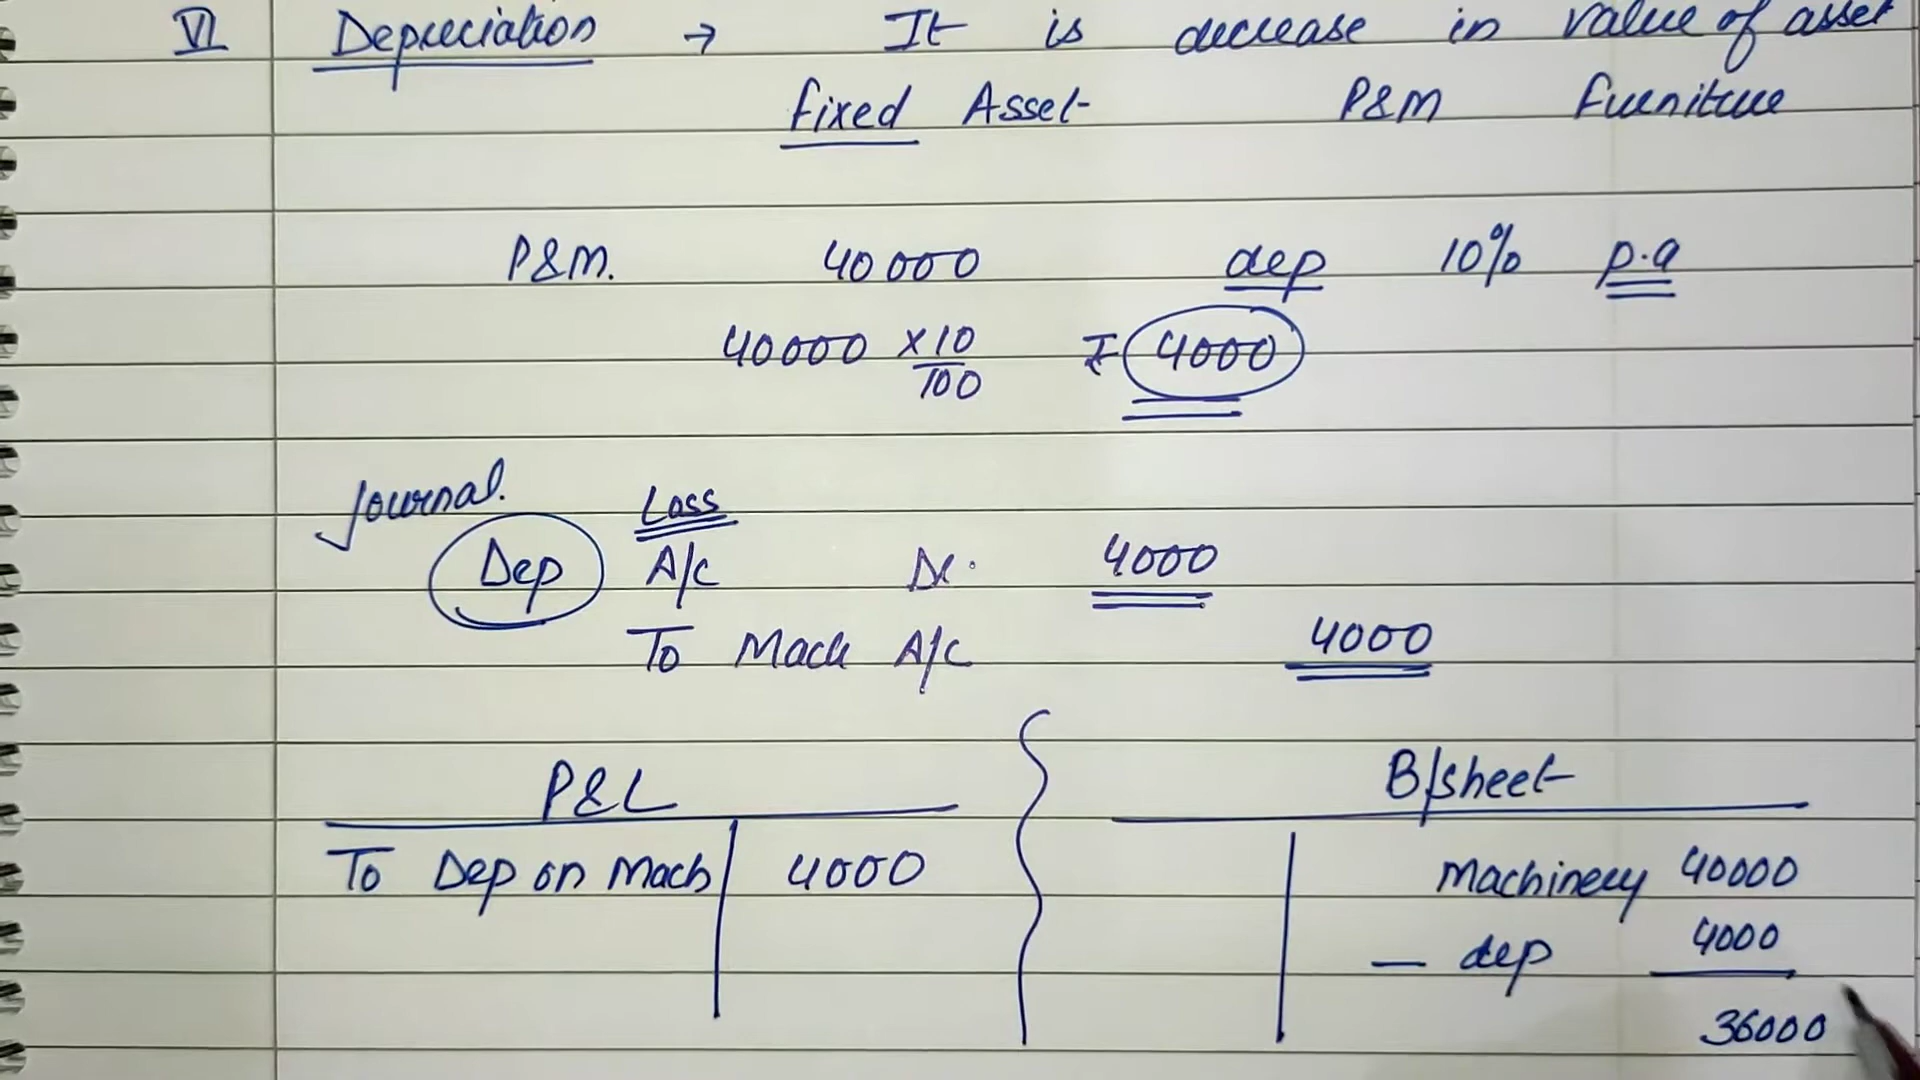 VI Depreciation → It is decrease in value of asset
fixed Asset P&M Furniture
P&M. 40000 dep 10% p.a
40000 × 10/100 ₹ 4000
Journal.
Loss
Dep A/c Dr. 4000
To Mach A/c 4000
P&L
To Dep on Mach 4000
B/sheet
Machinery 40000
— dep 4000
36000